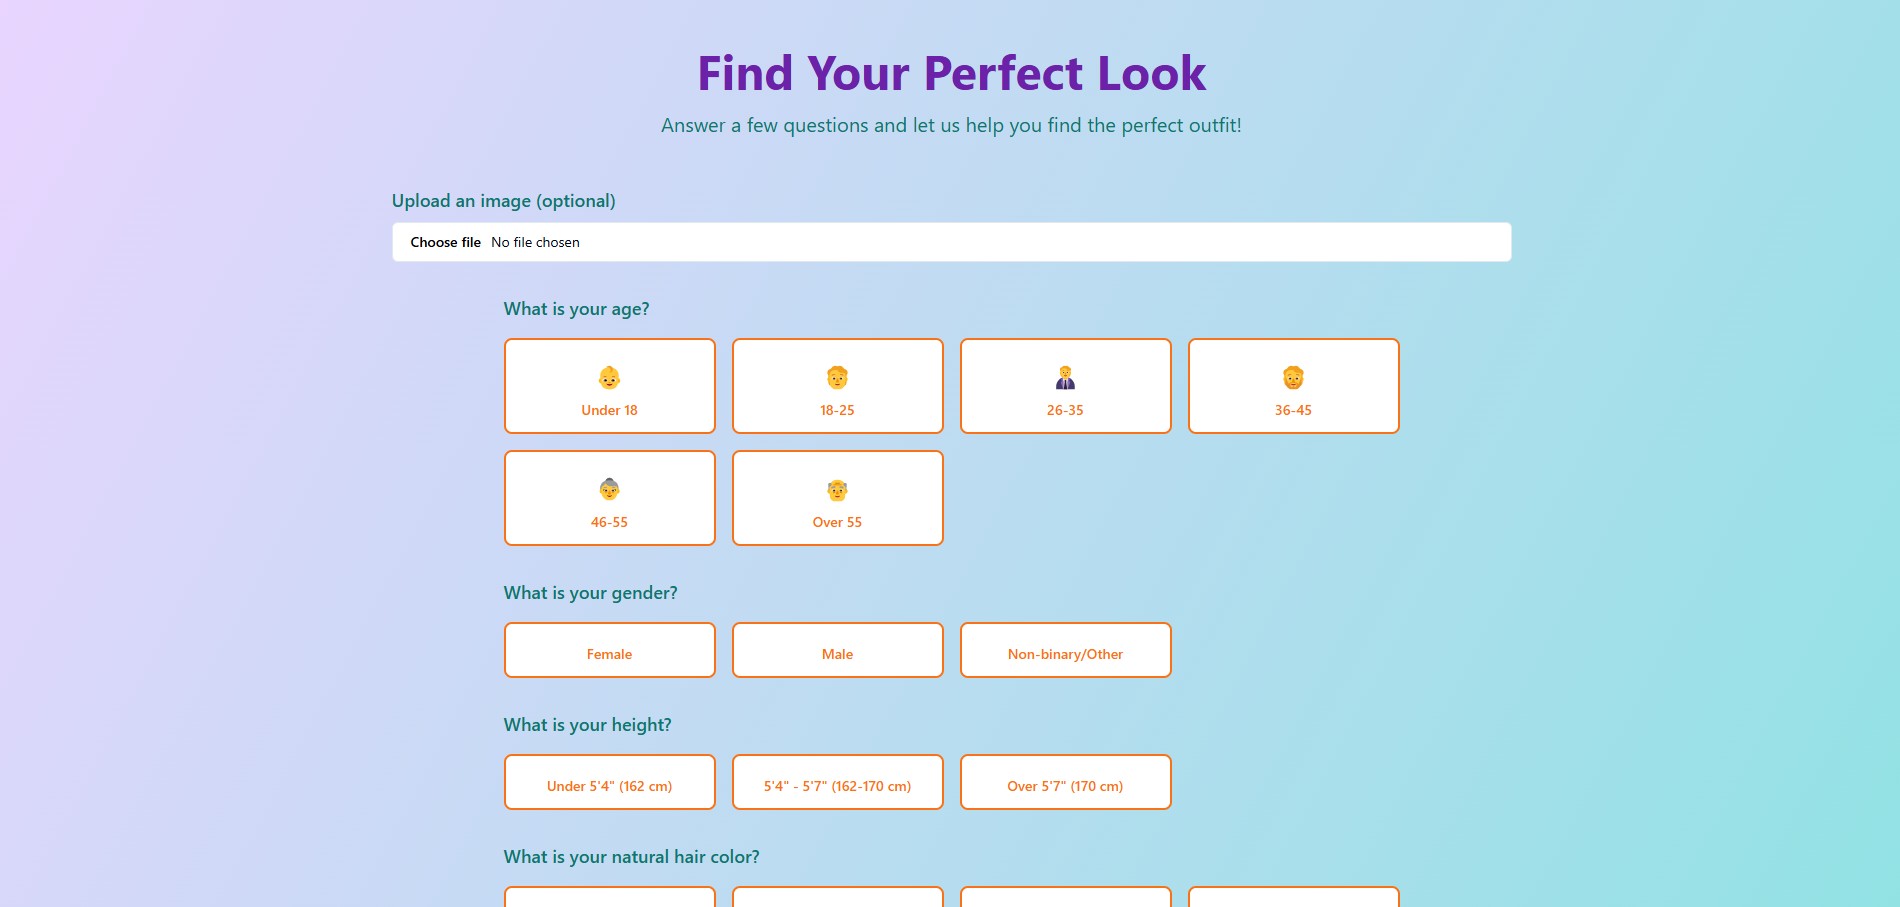 Find Your Perfect Look
Answer a few questions and let us help you find the perfect outfit!
Upload an image (optional)
Choose file No file chosen
What is your age?
Under 18
18-25
26-35
36-45
46-55
Over 55
What is your gender?
Female
Male
Non-binary/Other
What is your height?
Under 5'4" (162 cm)
5'4" - 5'7" (162-170 cm)
Over 5'7" (170 cm)
What is your natural hair color?